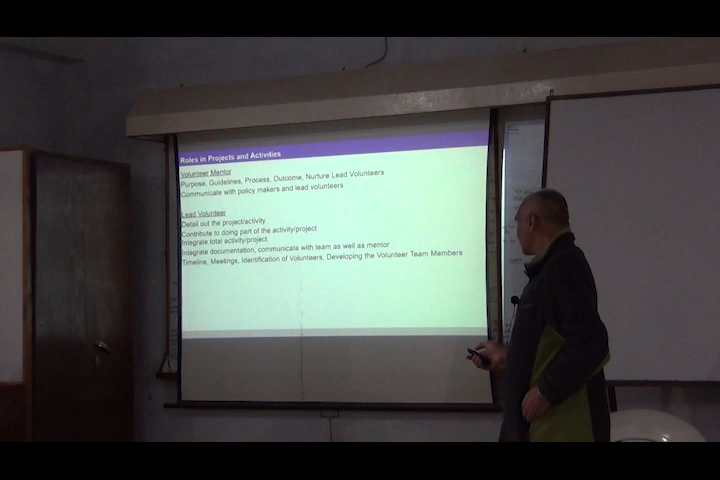 Roles in Projects and Activities
Volunteer Mentor
Purpose, Guidelines, Process, Outcome, Nurture Lead Volunteers
Communicate with policy makers and lead volunteers
Lead Volunteer
Detail out the project/activity
Contribute to doing part of the activity/project
Integrate total activity/project
Integrate documentation, communicate with team as well as mentor
Timeline, Meetings, Identification of Volunteers, Developing the Volunteer Team Members